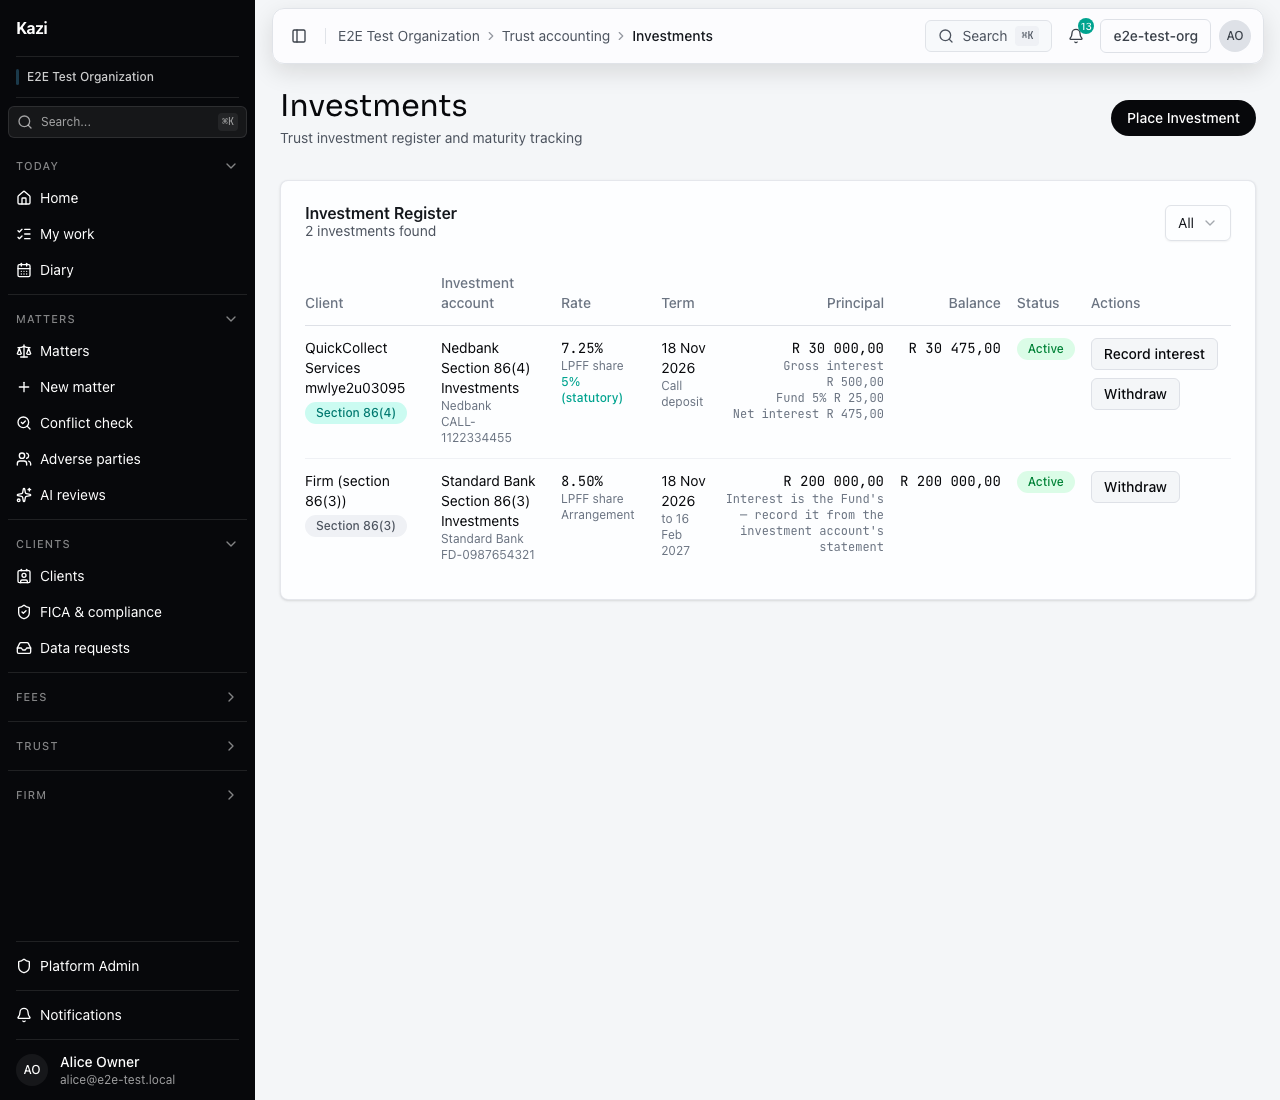 Kazi
E2E Test Organization
Search...
⌘K
TODAY
Home
My work
Diary
MATTERS
Matters
New matter
Conflict check
Adverse parties
AI reviews
CLIENTS
Clients
FICA & compliance
Data requests
FEES
TRUST
FIRM
Platform Admin
Notifications
AO
Alice Owner
alice@e2e-test.local
E2E Test Organization > Trust accounting > Investments
Search ⌘K
13
e2e-test-org
AO
Investments
Trust investment register and maturity tracking
Place Investment
Investment Register
2 investments found
All
Client
Investment
account
Rate
Term
Principal
Balance
Status
Actions
QuickCollect
Services
mwlye2u03095
Section 86(4)
Nedbank
Section 86(4)
Investments
Nedbank
CALL-
1122334455
7.25%
LPFF share
5%
(statutory)
18 Nov
2026
Call
deposit
R 30 000,00
Gross interest
R 500,00
Fund 5% R 25,00
Net interest R 475,00
R 30 475,00
Active
Record interest
Withdraw
Firm (section
86(3))
Section 86(3)
Standard Bank
Section 86(3)
Investments
Standard Bank
FD-0987654321
8.50%
LPFF share
Arrangement
18 Nov
2026
to 16
Feb
2027
R 200 000,00
Interest is the Fund's
— record it from the
investment account's
statement
R 200 000,00
Active
Withdraw